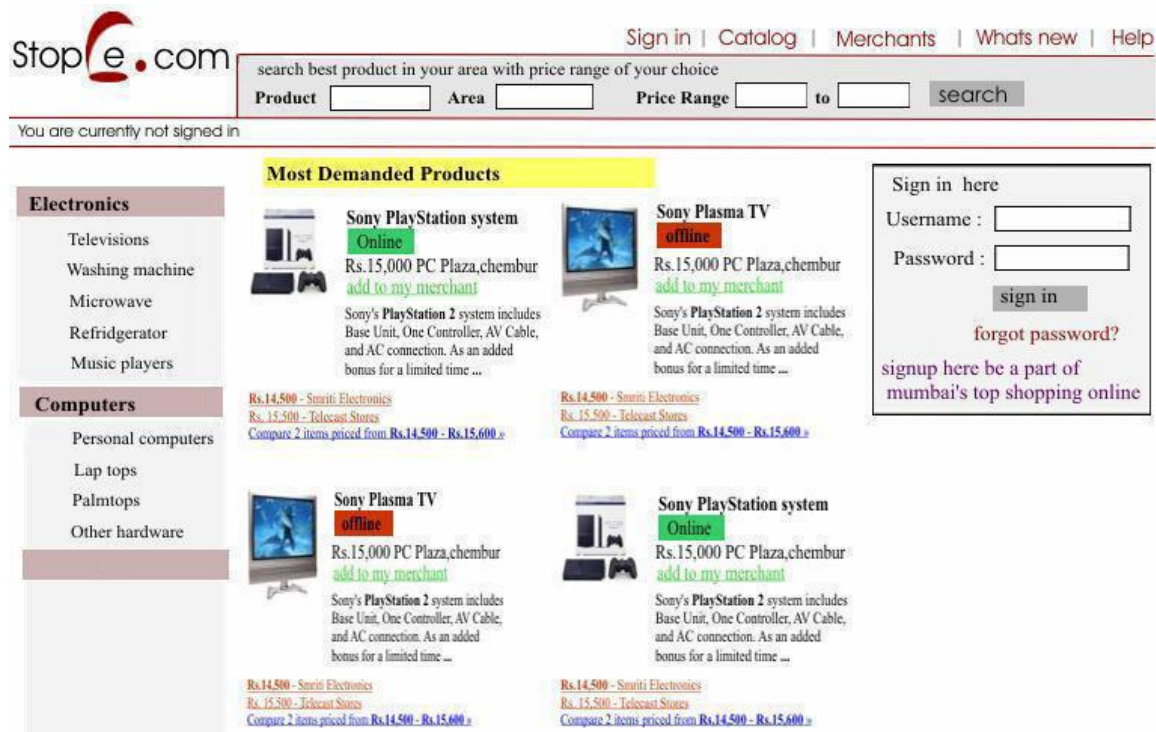 Stop e.com
Sign in | Catalog | Merchants | Whats new | Help
search best product in your area with price range of your choice
Product Area Price Range to search
You are currently not signed in
Electronics
Televisions
Washing machine
Microwave
Refridgerator
Music players
Computers
Personal computers
Lap tops
Palmtops
Other hardware
Most Demanded Products
Sony PlayStation system
Online
Rs.15,000 PC Plaza,chembur
add to my merchant
Sony's PlayStation 2 system includes
Base Unit, One Controller, AV Cable,
and AC connection. As an added
bonus for a limited time ...
Rs.14,500 - Smriti Electronics
Rs. 15,500 - Telecast Stores
Compare 2 items priced from Rs.14,500 - Rs.15,600 »
Sony Plasma TV
offline
Rs.15,000 PC Plaza,chembur
add to my merchant
Sony's PlayStation 2 system includes
Base Unit, One Controller, AV Cable,
and AC connection. As an added
bonus for a limited time ...
Rs.14,500 - Smriti Electronics
Rs. 15,500 - Telecast Stores
Compare 2 items priced from Rs.14,500 - Rs.15,600 »
Sony Plasma TV
offline
Rs.15,000 PC Plaza,chembur
add to my merchant
Sony's PlayStation 2 system includes
Base Unit, One Controller, AV Cable,
and AC connection. As an added
bonus for a limited time ...
Rs.14,500 - Smriti Electronics
Rs. 15,500 - Telecast Stores
Compare 2 items priced from Rs.14,500 - Rs.15,600 »
Sony PlayStation system
Online
Rs.15,000 PC Plaza,chembur
add to my merchant
Sony's PlayStation 2 system includes
Base Unit, One Controller, AV Cable,
and AC connection. As an added
bonus for a limited time ...
Rs.14,500 - Smriti Electronics
Rs. 15,500 - Telecast Stores
Compare 2 items priced from Rs.14,500 - Rs.15,600 »
Sign in here
Username :
Password :
sign in
forgot password?
signup here be a part of
mumbai's top shopping online